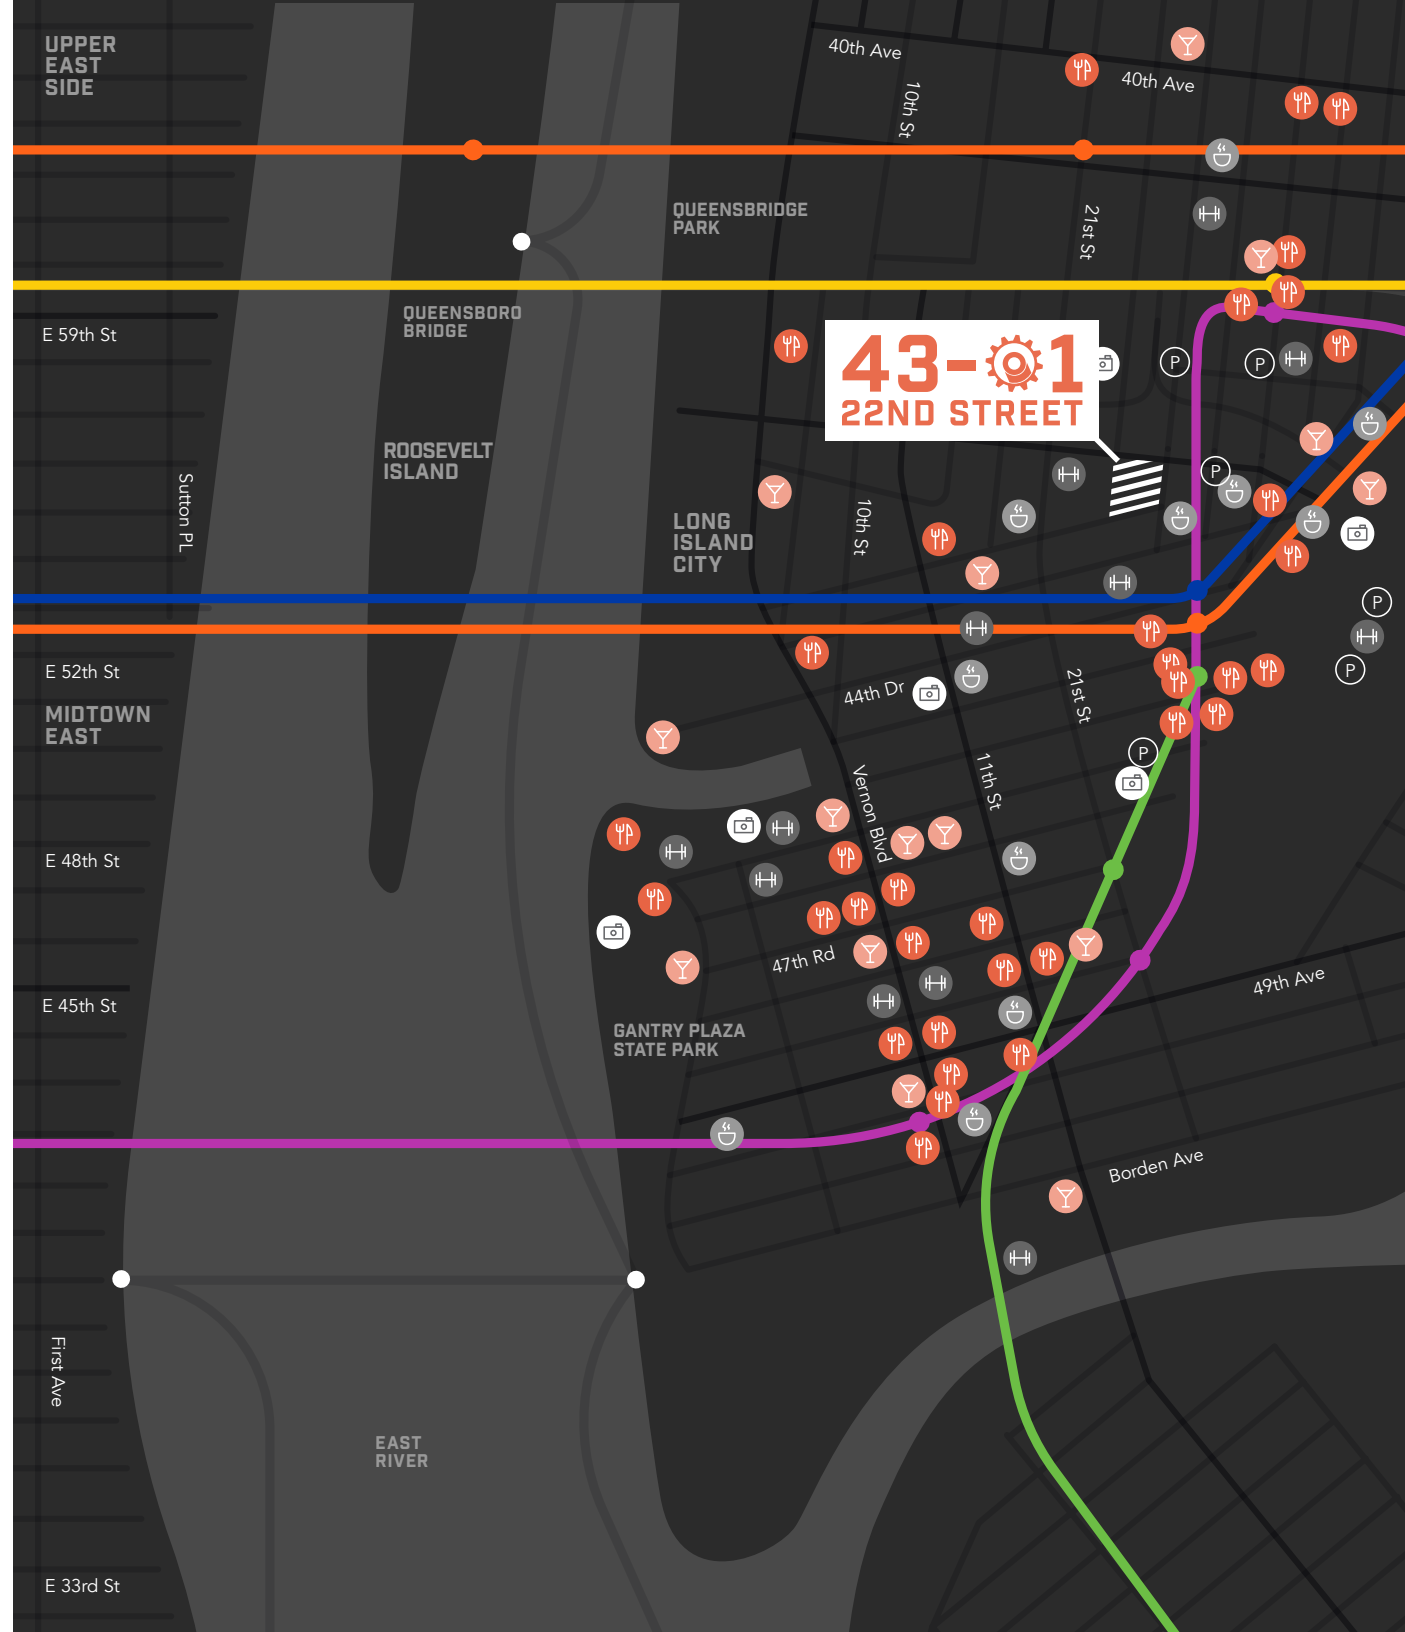 UPPER
EAST
SIDE
40th Ave
40th Ave
10th St
QUEENSBRIDGE
PARK
21st St
QUEENSBORO
BRIDGE
E 59th St
43-01
22ND STREET
P
P
ROOSEVELT
ISLAND
P
Sutton PL
10th St
LONG
ISLAND
CITY
P
E 52th St
P
44th Dr
21st St
MIDTOWN
EAST
P
11th St
Vernon Blvd
E 48th St
47th Rd
49th Ave
E 45th St
GANTRY PLAZA
STATE PARK
Borden Ave
First Ave
EAST
RIVER
E 33rd St